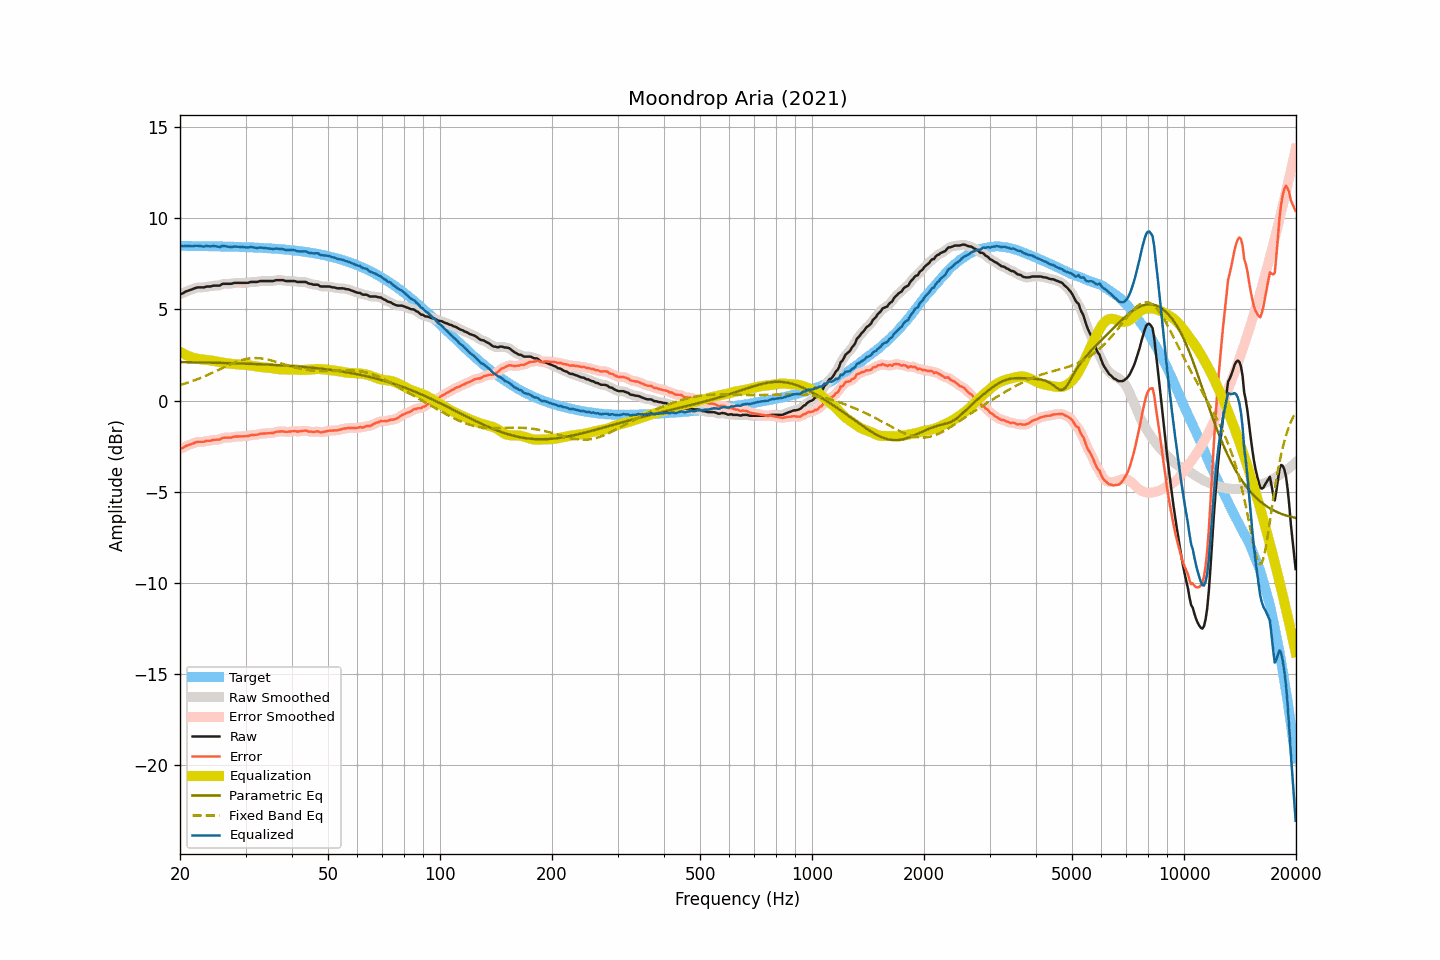 Moondrop Aria (2021)
15
10
5
0
−5
−10
−15
−20
Amplitude (dBr)
Target
Raw Smoothed
Error Smoothed
Raw
Error
Equalization
Parametric Eq
Fixed Band Eq
Equalized
20 50 100 200 500 1000 2000 5000 10000 20000
Frequency (Hz)